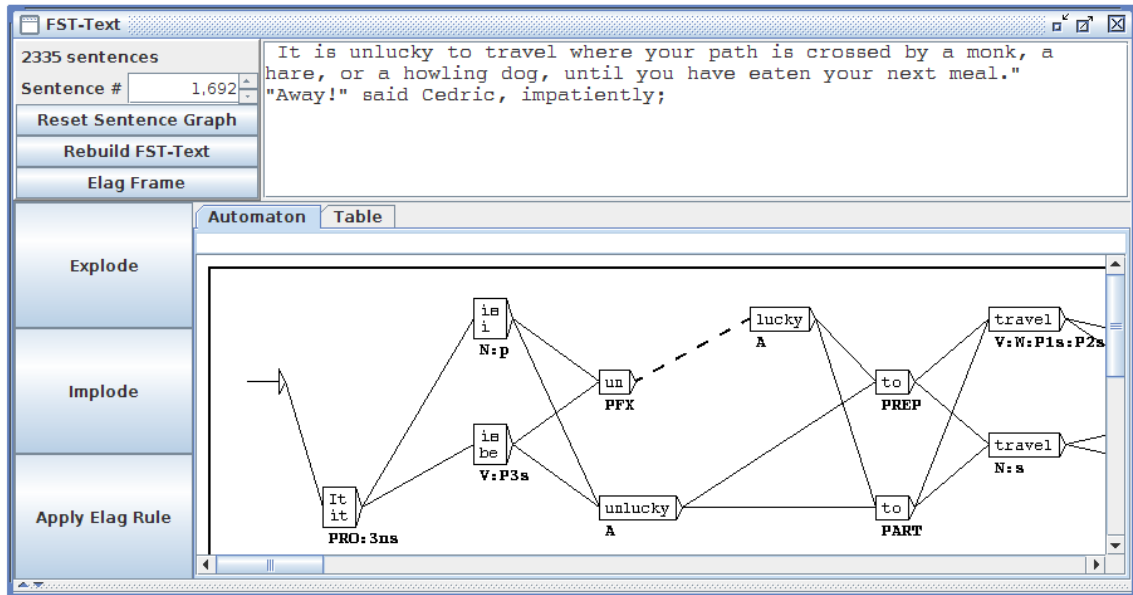 FST-Text
2335 sentences
Sentence # 1,692
Reset Sentence Graph
Rebuild FST-Text
Elag Frame
It is unlucky to travel where your path is crossed by a monk, a
hare, or a howling dog, until you have eaten your next meal."
"Away!" said Cedric, impatiently;
Explode
Implode
Apply Elag Rule
Automaton Table
is
i
N:p
lucky
A
travel
V:W:P1s:P2s
un
PFX
to
PREP
is
be
V:P3s
travel
N:s
It
it
PRO:3ns
unlucky
A
to
PART